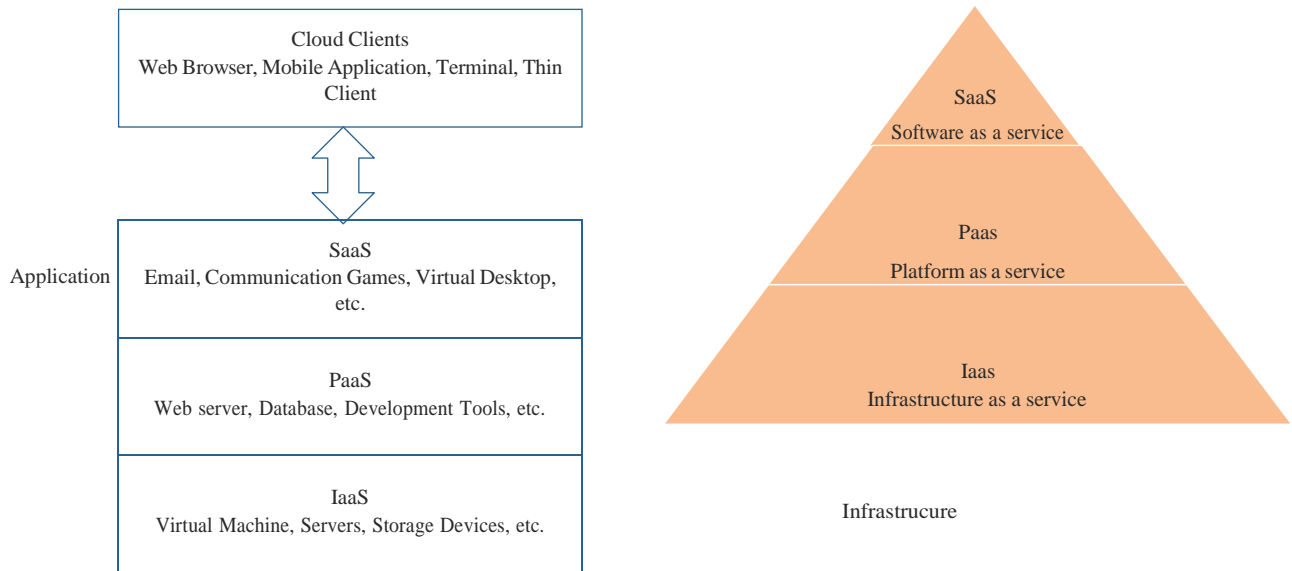 Cloud Clients
Web Browser, Mobile Application, Terminal, Thin
Client
Application
SaaS
Email, Communication Games, Virtual Desktop,
etc.
PaaS
Web server, Database, Development Tools, etc.
IaaS
Virtual Machine, Servers, Storage Devices, etc.
SaaS
Software as a service
Paas
Platform as a service
Iaas
Infrastructure as a service
Infrastrucure